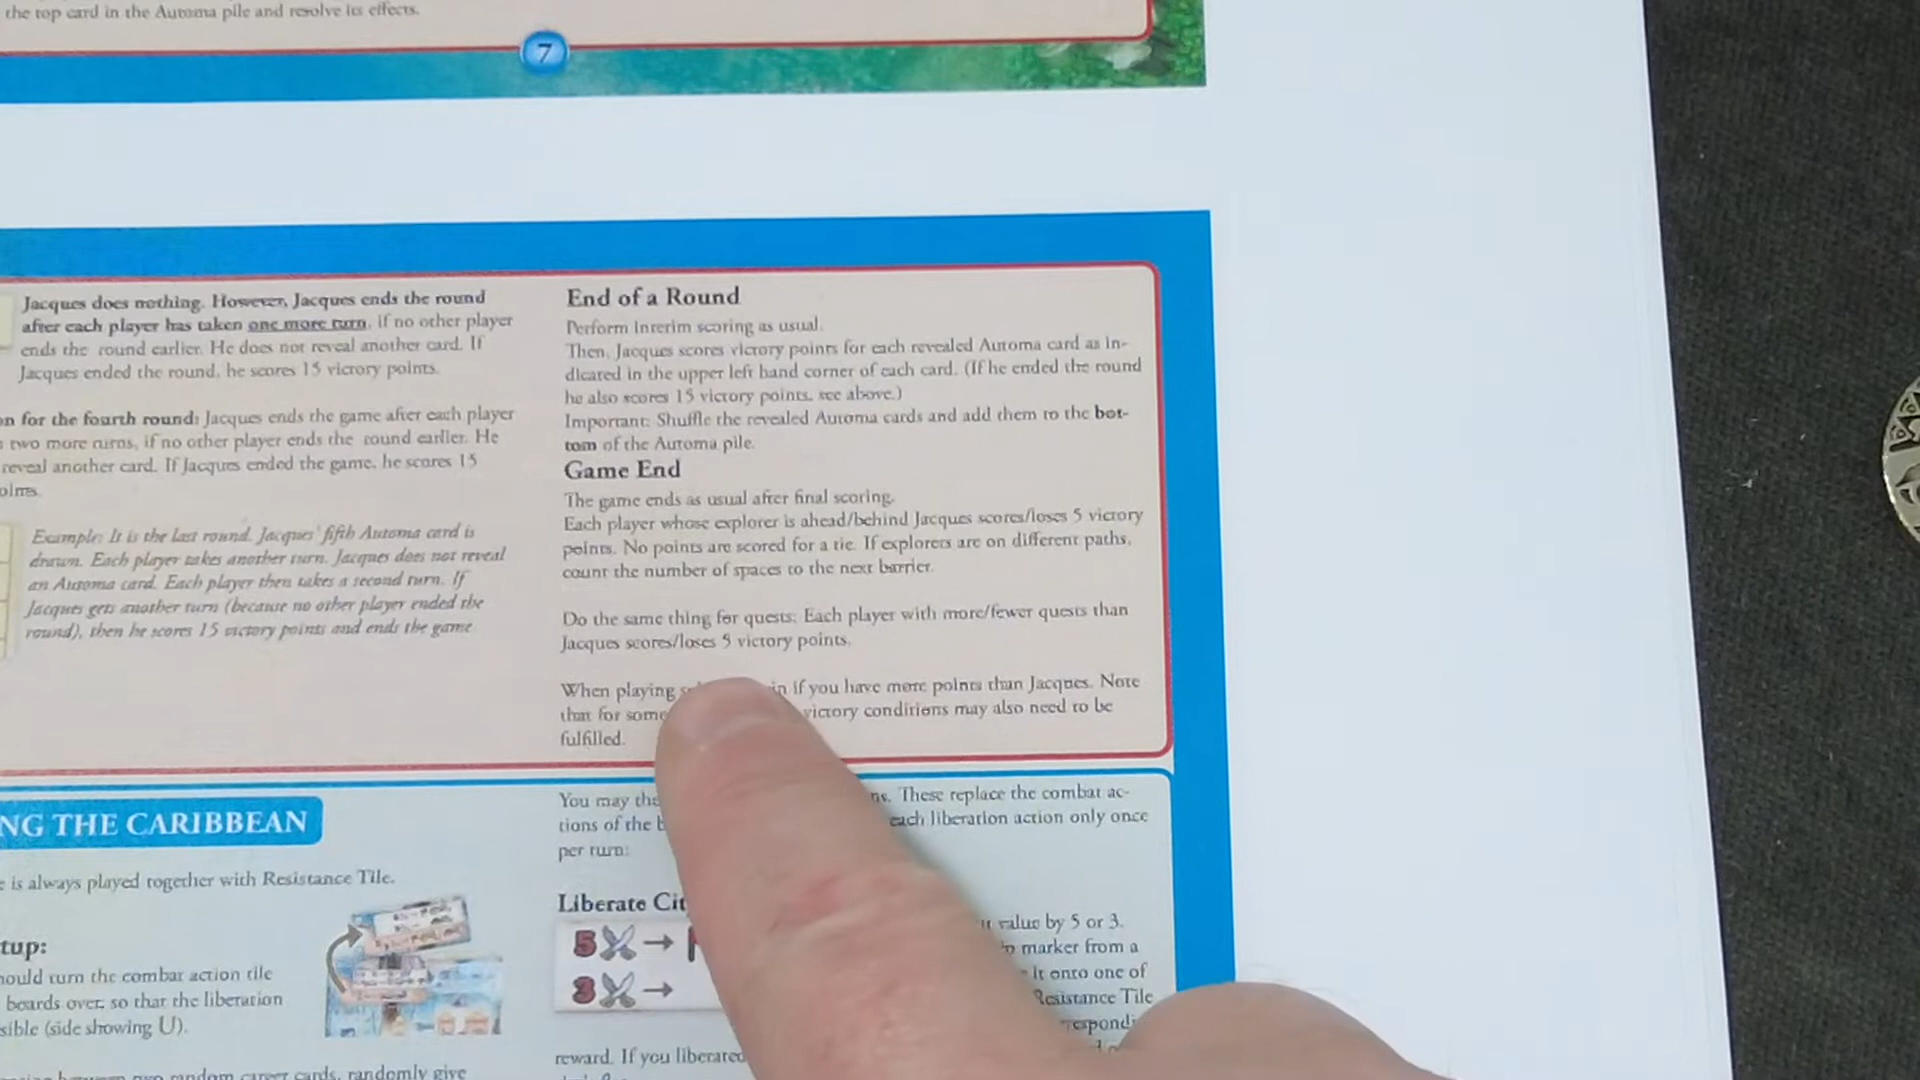 the top card in the Automa pile and resolve its effects.
7
Jacques does nothing. However, Jacques ends the round
after each player has taken one more turn, if no other player
ends the round earlier. He does not reveal another card. If
Jacques ended the round, he scores 15 victory points.
on for the fourth round: Jacques ends the game after each player
two more turns, if no other player ends the round earlier. He
reveal another card. If Jacques ended the game, he scores 15
Example: It is the last round. Jacques' fifth Automa card is
drawn. Each player takes another turn. Jacques does not reveal
an Automa card. Each player then takes a second turn. If
Jacques gets another turn (because no other player ended the
round), then he scores 15 victory points and ends the game
End of a Round
Perform Interim scoring as usual.
Then, Jacques scores victory points for each revealed Automa card as in-
dicated in the upper left hand corner of each card. (If he ended the round
he also scores 15 victory points, see above.)
Important: Shuffle the revealed Automa cards and add them to the bot-
tom of the Automa pile.
Game End
The game ends as usual after final scoring.
Each player whose explorer is ahead/behind Jacques scores/loses 5 victory
points. No points are scored for a tie. If explorers are on different paths,
count the number of spaces to the next barrier.
Do the same thing for quests: Each player with more/fewer quests than
Jacques scores/loses 5 victory points.
When playing if you have more points than Jacques. Note
that for some victory conditions may also need to be
fulfilled.
NG THE CARIBBEAN
is always played together with Resistance Tile.
tup:
hould turn the combat action tile
boards over, so that the liberation
sible (side showing U).
between two random career cards, randomly give
You may the ns. These replace the combat ac-
tions of the b each liberation action only once
per turn:
Liberate Cit
5 →
3 →
value by 5 or 3.
marker from a
It onto one of
Resistance Tile
espondi
reward. If you liberated